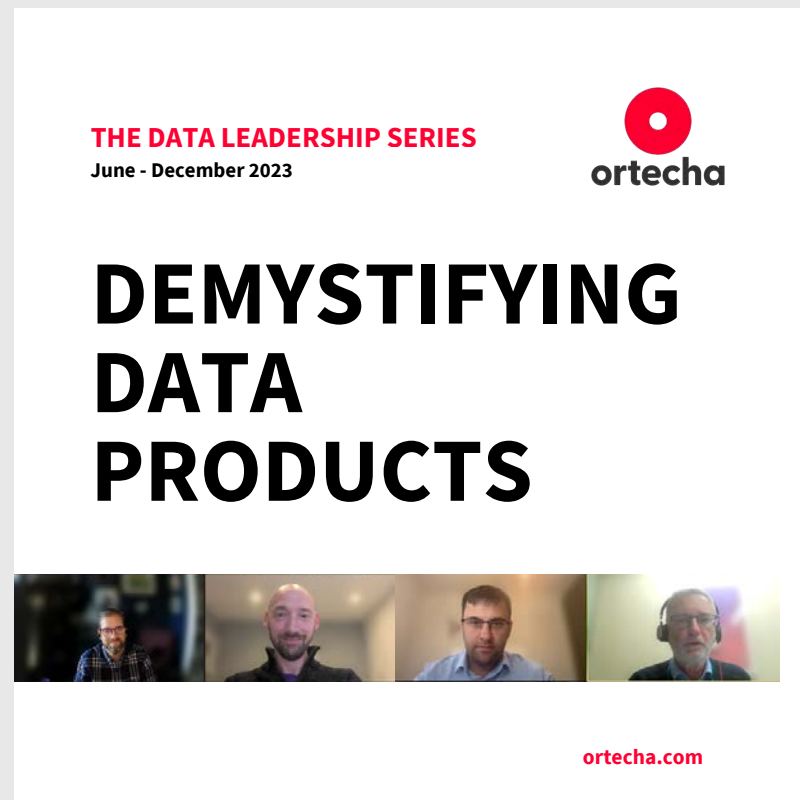 THE DATA LEADERSHIP SERIES
June - December 2023
ortecha
DEMYSTIFYING
DATA
PRODUCTS
ortecha.com